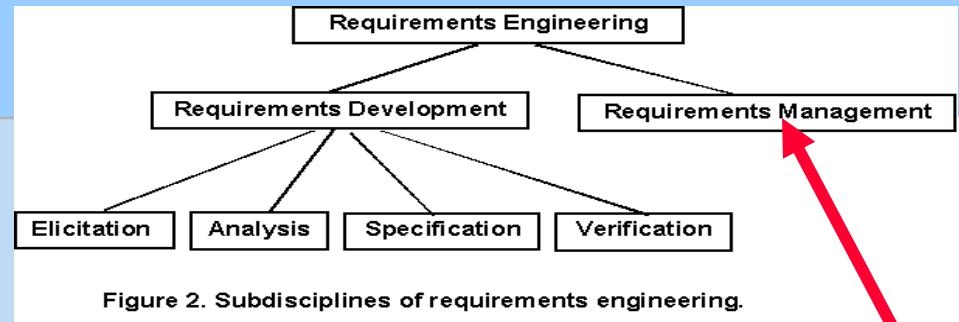 Requirements Engineering
Requirements Development
Requirements Management
Elicitation
Analysis
Specification
Verification
Figure 2. Subdisciplines of requirements engineering.